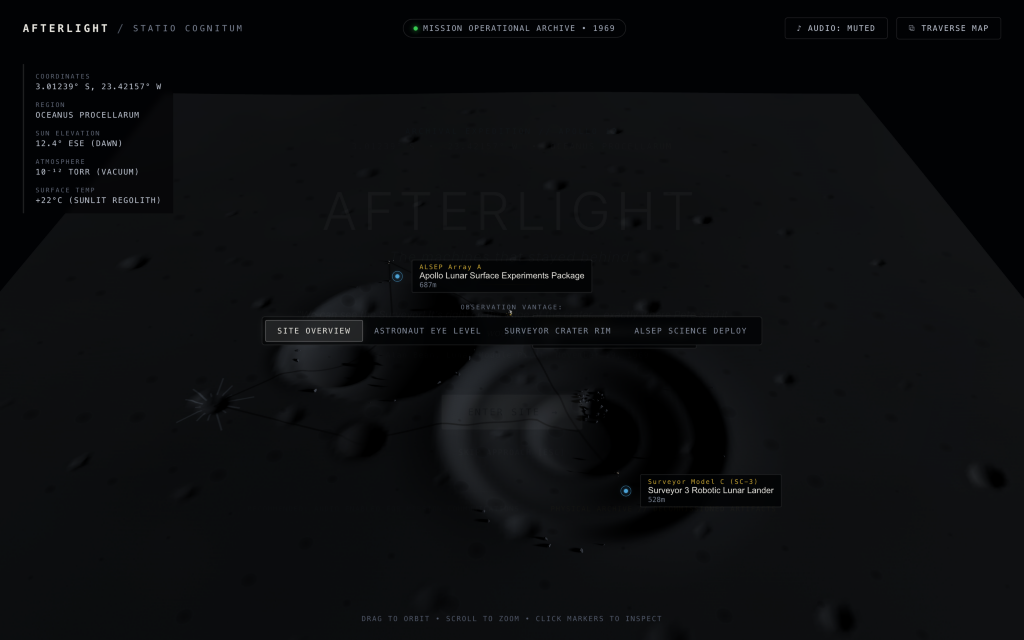 AFTERLIGHT / STATIO COGNITUM
MISSION OPERATIONAL ARCHIVE • 1969
♪ AUDIO: MUTED
TRAVERSE MAP
COORDINATES
3.01239° S, 23.42157° W
REGION
OCEANUS PROCELLARUM
SUN ELEVATION
12.4° ESE (DAWN)
ATMOSPHERE
10⁻¹² TORR (VACUUM)
SURFACE TEMP
+22°C (SUNLIT REGOLITH)
AFTERLIGHT
ALSEP Array A
Apollo Lunar Surface Experiments Package
687m
OBSERVATION VANTAGE:
SITE OVERVIEW
ASTRONAUT EYE LEVEL
SURVEYOR CRATER RIM
ALSEP SCIENCE DEPLOY
Surveyor Model C (SC-3)
Surveyor 3 Robotic Lunar Lander
528m
DRAG TO ORBIT • SCROLL TO ZOOM • CLICK MARKERS TO INSPECT